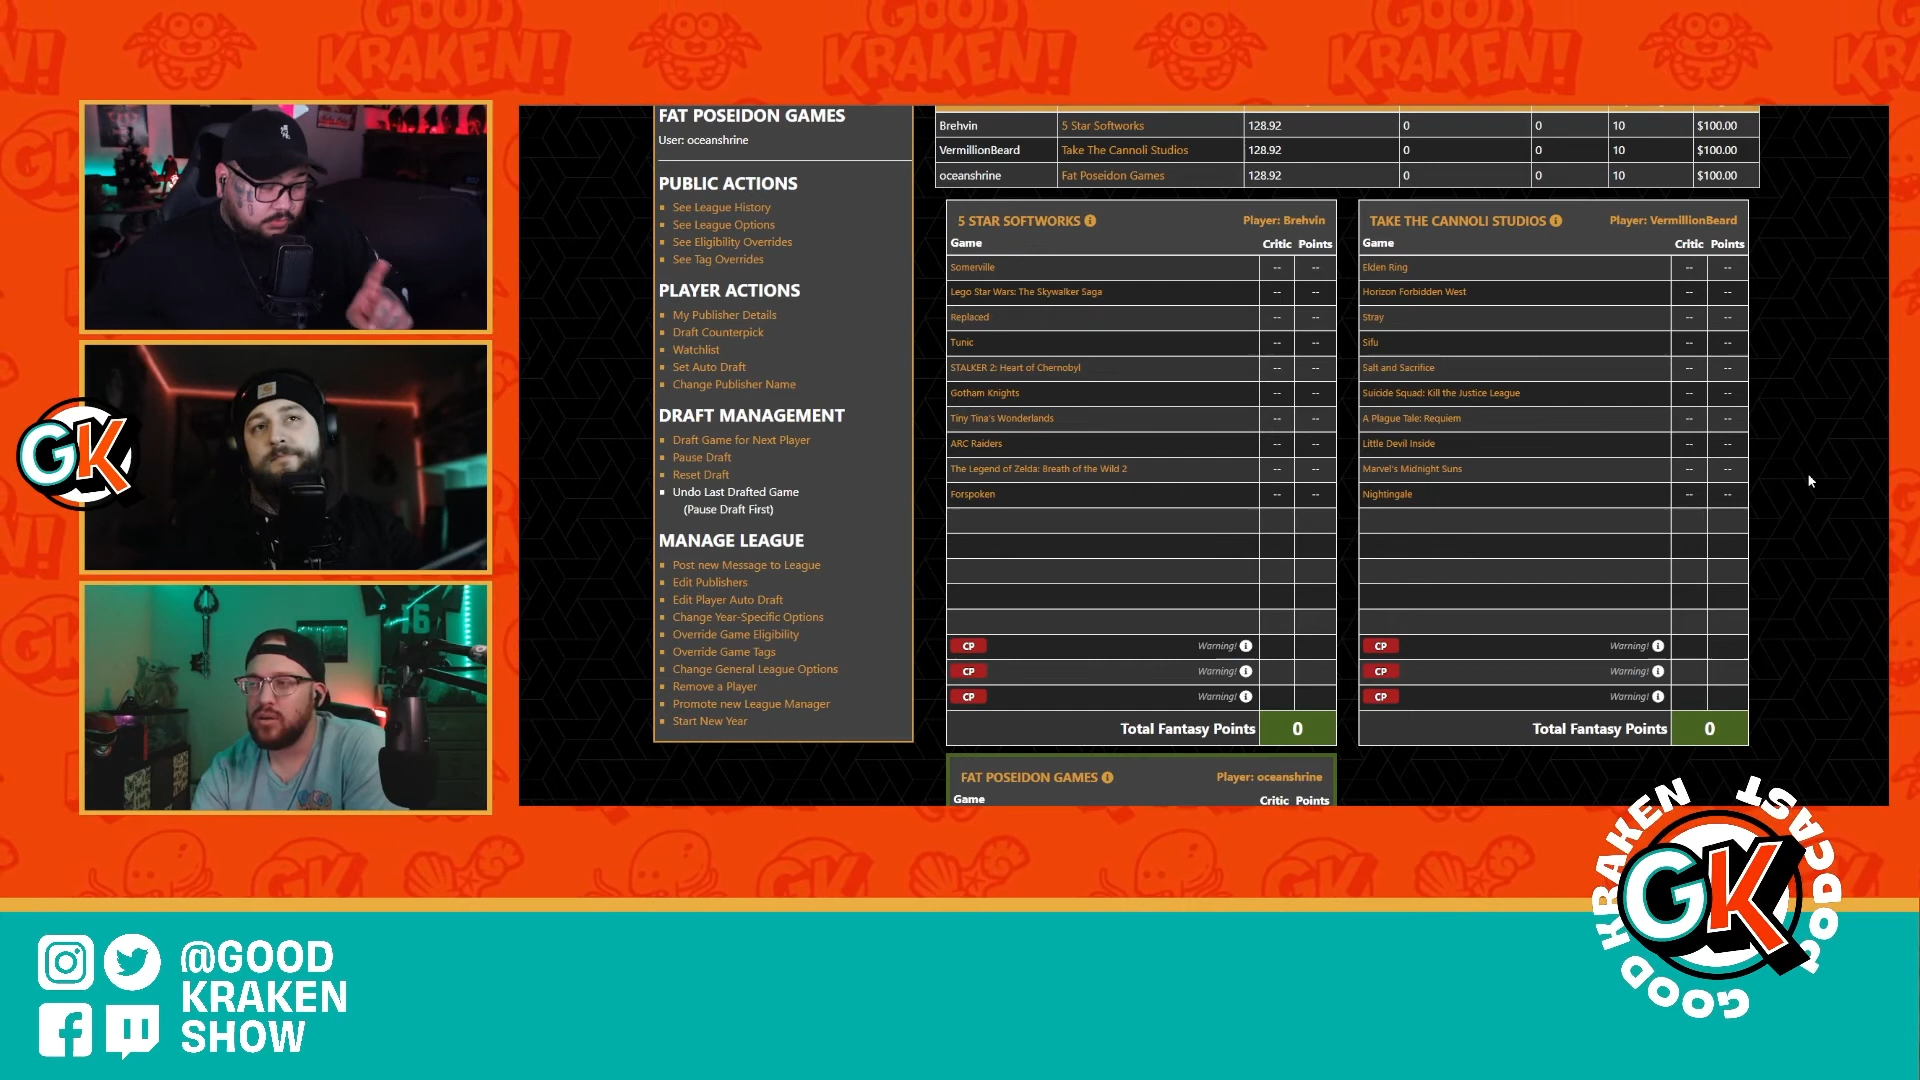 GOOD KRAKEN!
GOOD KRAKEN!
GOOD KRAKEN!
FAT POSEIDON GAMES
User: oceanshrine
PUBLIC ACTIONS
See League History
See League Options
See Eligibility Overrides
See Tag Overrides
PLAYER ACTIONS
My Publisher Details
Draft Counterpick
Watchlist
Set Auto Draft
Change Publisher Name
DRAFT MANAGEMENT
Draft Game for Next Player
Pause Draft
Reset Draft
Undo Last Drafted Game
(Pause Draft First)
MANAGE LEAGUE
Post new Message to League
Edit Publishers
Edit Player Auto Draft
Change Year-Specific Options
Override Game Eligibility
Override Game Tags
Change General League Options
Remove a Player
Promote new League Manager
Start New Year
Brehvin 5 Star Softworks 128.92 0 0 10 $100.00
VermillionBeard Take The Cannoli Studios 128.92 0 0 10 $100.00
oceanshrine Fat Poseidon Games 128.92 0 0 10 $100.00
5 STAR SOFTWORKS Player: Brehvin
Game Critic Points
Somerville -- --
Lego Star Wars: The Skywalker Saga -- --
Replaced -- --
Tunic -- --
STALKER 2: Heart of Chernobyl -- --
Gotham Knights -- --
Tiny Tina's Wonderlands -- --
ARC Raiders -- --
The Legend of Zelda: Breath of the Wild 2 -- --
Forspoken -- --
CP Warning!
CP Warning!
CP Warning!
Total Fantasy Points 0
TAKE THE CANNOLI STUDIOS Player: VermillionBeard
Game Critic Points
Elden Ring -- --
Horizon Forbidden West -- --
Stray -- --
Sifu -- --
Salt and Sacrifice -- --
Suicide Squad: Kill the Justice League -- --
A Plague Tale: Requiem -- --
Little Devil Inside -- --
Marvel's Midnight Suns -- --
Nightingale -- --
CP Warning!
CP Warning!
CP Warning!
Total Fantasy Points 0
FAT POSEIDON GAMES Player: oceanshrine
Game Critic Points
GK
16
GOOD KRAKEN PODCAST
GK
@GOOD
KRAKEN
SHOW